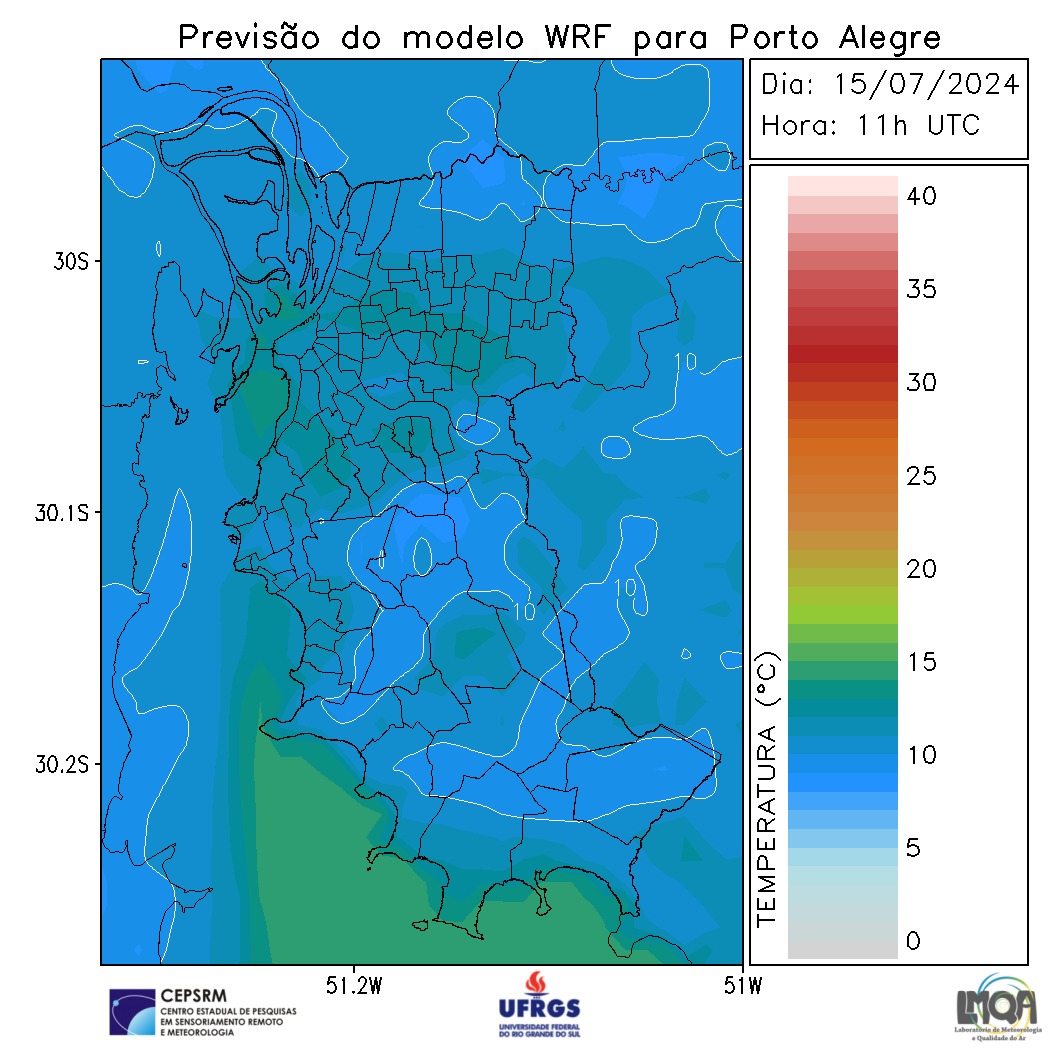 Previsão do modelo WRF para Porto Alegre
Dia: 15/07/2024
Hora: 11h UTC
40
35
30
25
20
15
10
5
0
TEMPERATURA (°C)
30S
30.1S
30.2S
51.2W
51W
10
10
10
CEPSRM
CENTRO ESTADUAL DE PESQUISAS
EM SENSORIAMENTO REMOTO
E METEOROLOGIA
UFRGS
UNIVERSIDADE FEDERAL
DO RIO GRANDE DO SUL
LMQA
Laboratório de Meteorologia
e Qualidade do Ar